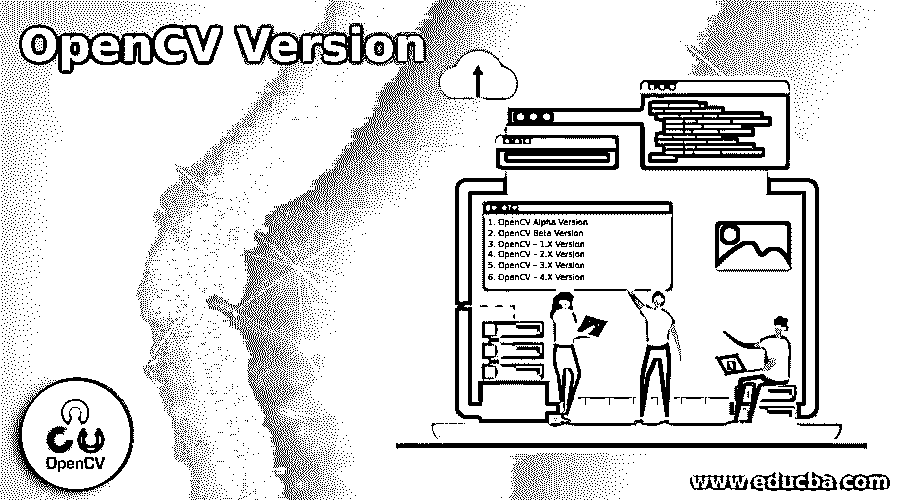 OpenCV Version
1. OpenCV Alpha Version
2. OpenCV Beta Version
3. OpenCV – 1.X Version
4. OpenCV – 2.X Version
5. OpenCV – 3.X Version
6. OpenCV – 4.X Version
OpenCV
www.educba.com